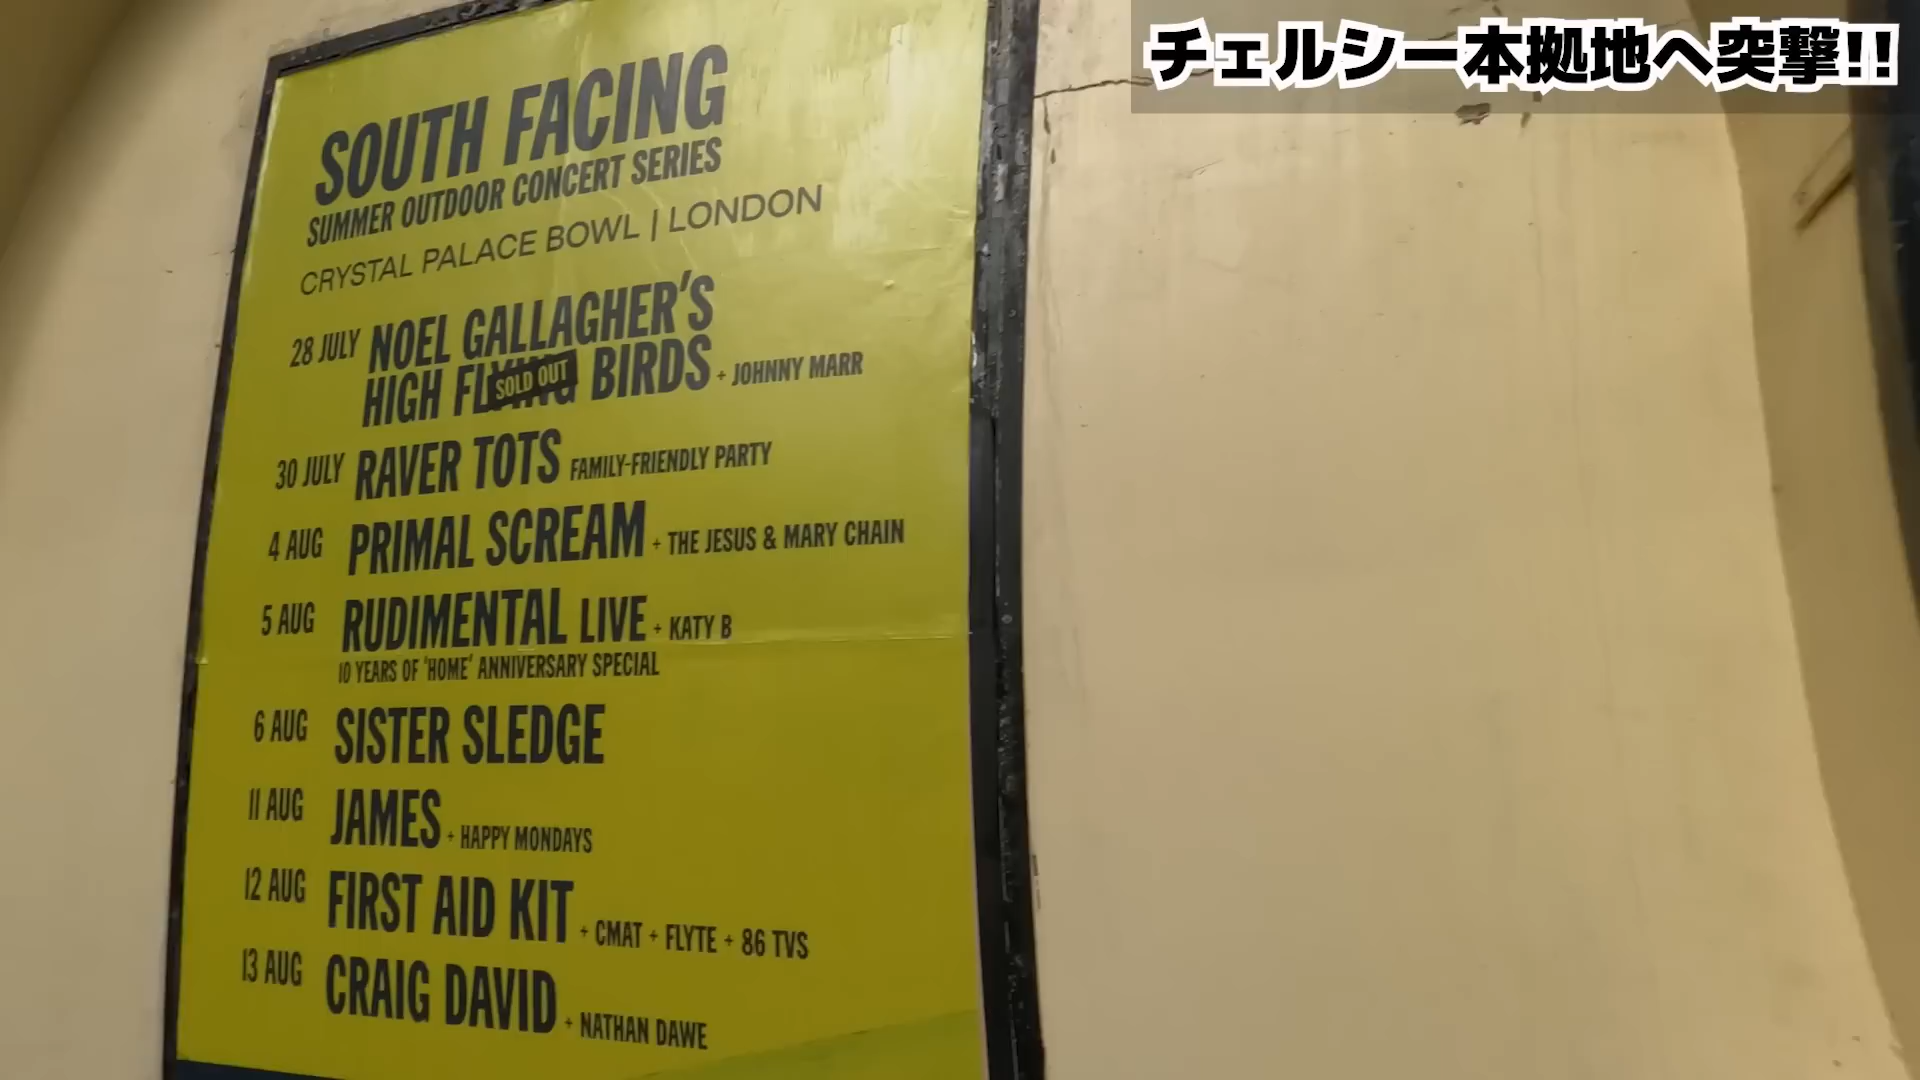 チェルシー本拠地へ突撃!!
SOUTH FACING
SUMMER OUTDOOR CONCERT SERIES
CRYSTAL PALACE BOWL | LONDON
28 JULY NOEL GALLAGHER'S
HIGH FLYING BIRDS + JOHNNY MARR
SOLD OUT
30 JULY RAVER TOTS FAMILY-FRIENDLY PARTY
4 AUG PRIMAL SCREAM + THE JESUS & MARY CHAIN
5 AUG RUDIMENTAL LIVE + KATY B
10 YEARS OF 'HOME' ANNIVERSARY SPECIAL
6 AUG SISTER SLEDGE
11 AUG JAMES + HAPPY MONDAYS
12 AUG FIRST AID KIT + CMAT + FLYTE + 86 TVS
13 AUG CRAIG DAVID + NATHAN DAWE